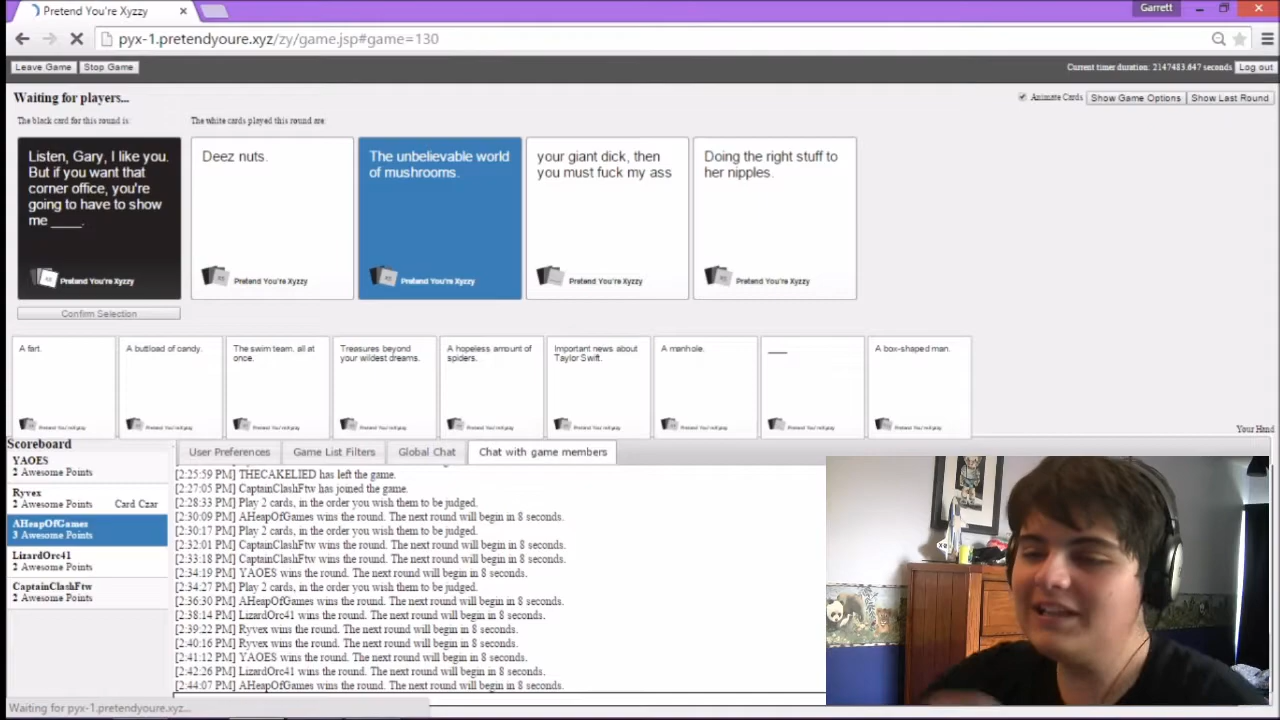 Pretend You're Xyzzy
Garrett
pyx-1.pretendyoure.xyz/zy/game.jsp#game=130
Leave Game
Stop Game
Current timer duration: 2147483.647 seconds
Log out
Waiting for players...
Animate Cards
Show Game Options
Show Last Round
The black card for this round is:
The white cards played this round are:
Listen, Gary, I like you.
But if you want that
corner office, you're
going to have to show
me ____.
Pretend You're Xyzzy
Deez nuts.
Pretend You're Xyzzy
The unbelievable world
of mushrooms.
Pretend You're Xyzzy
your giant dick, then
you must fuck my ass
Pretend You're Xyzzy
Doing the right stuff to
her nipples.
Pretend You're Xyzzy
Confirm Selection
A fart.
A buttload of candy.
The swim team, all at
once.
Treasures beyond
your wildest dreams.
A hopeless amount of
spiders.
Important news about
Taylor Swift.
A manhole.
____
A box-shaped man.
Your Hand
Scoreboard
YAOES
2 Awesome Points
Ryvex
2 Awesome Points Card Czar
AHeapOfGames
3 Awesome Points
LizardOrc41
2 Awesome Points
CaptainClashFtw
2 Awesome Points
User Preferences
Game List Filters
Global Chat
Chat with game members
[2:25:59 PM] THECAKELIED has left the game.
[2:27:05 PM] CaptainClashFtw has joined the game.
[2:28:33 PM] Play 2 cards, in the order you wish them to be judged.
[2:30:09 PM] AHeapOfGames wins the round. The next round will begin in 8 seconds.
[2:30:17 PM] Play 2 cards, in the order you wish them to be judged.
[2:32:01 PM] CaptainClashFtw wins the round. The next round will begin in 8 seconds.
[2:33:18 PM] CaptainClashFtw wins the round. The next round will begin in 8 seconds.
[2:34:19 PM] YAOES wins the round. The next round will begin in 8 seconds.
[2:34:27 PM] Play 2 cards, in the order you wish them to be judged.
[2:36:30 PM] AHeapOfGames wins the round. The next round will begin in 8 seconds.
[2:38:14 PM] LizardOrc41 wins the round. The next round will begin in 8 seconds.
[2:39:22 PM] Ryvex wins the round. The next round will begin in 8 seconds.
[2:40:16 PM] Ryvex wins the round. The next round will begin in 8 seconds.
[2:41:12 PM] YAOES wins the round. The next round will begin in 8 seconds.
[2:42:26 PM] LizardOrc41 wins the round. The next round will begin in 8 seconds.
[2:44:07 PM] AHeapOfGames wins the round. The next round will begin in 8 seconds.
Waiting for pyx-1.pretendyoure.xyz...